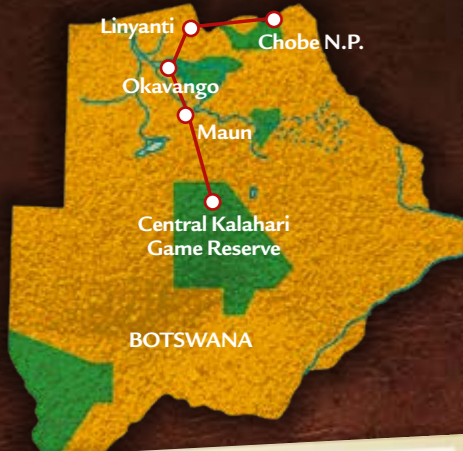 Linyanti
Chobe N.P.
Okavango
Maun
Central Kalahari
Game Reserve
BOTSWANA